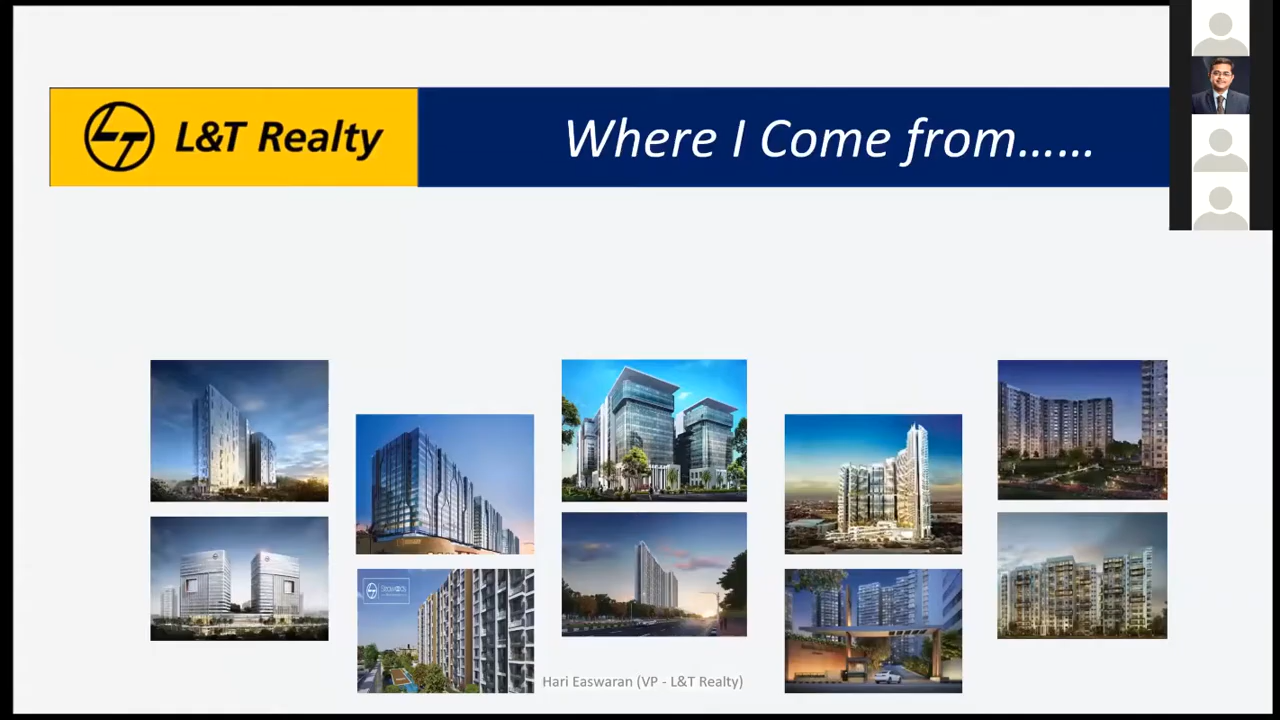 L&T Realty
Where I Come from......
Hari Easwaran (VP - L&T Realty)